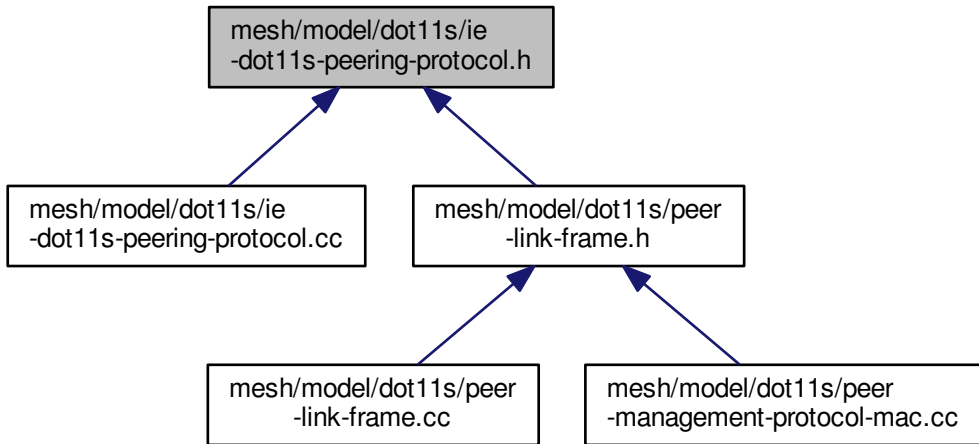 mesh/model/dot11s/ie
-dot11s-peering-protocol.h
mesh/model/dot11s/ie
-dot11s-peering-protocol.cc
mesh/model/dot11s/peer
-link-frame.h
mesh/model/dot11s/peer
-link-frame.cc
mesh/model/dot11s/peer
-management-protocol-mac.cc